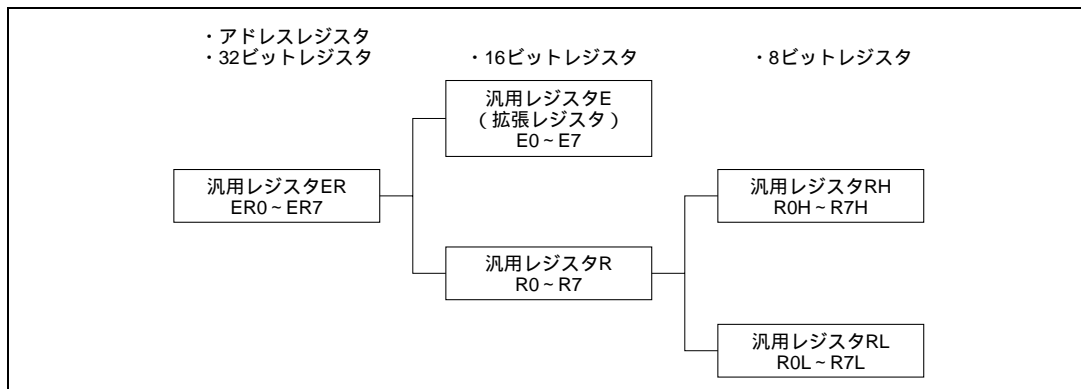 ・アドレスレジスタ
・32ビットレジスタ
・16ビットレジスタ
・8ビットレジスタ
汎用レジスタE
(拡張レジスタ)
E0~E7
汎用レジスタER
ER0~ER7
汎用レジスタRH
R0H~R7H
汎用レジスタR
R0~R7
汎用レジスタRL
R0L~R7L